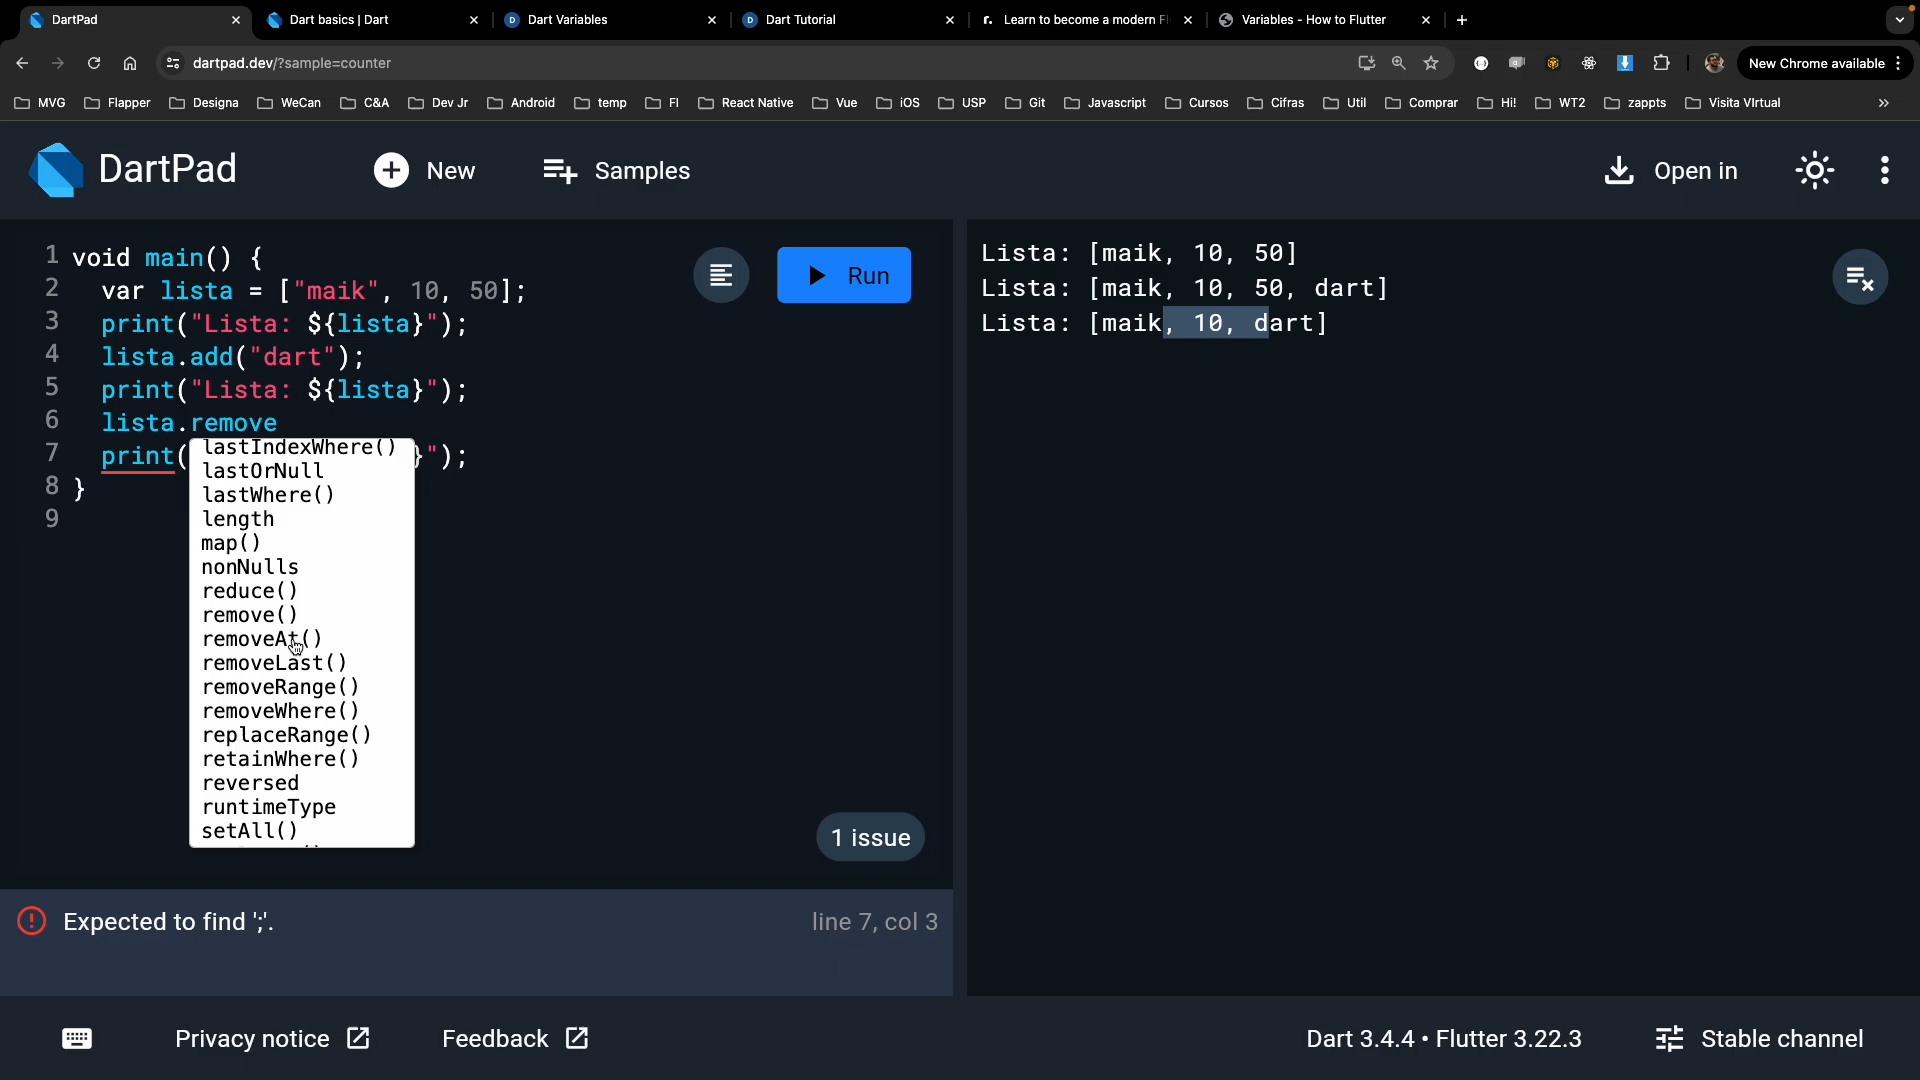 DartPad
Dart basics | Dart
Dart Variables
Dart Tutorial
Learn to become a modern Fl
Variables - How to Flutter
dartpad.dev/?sample=counter
New Chrome available
MVG
Flapper
Designa
WeCan
C&A
Dev Jr
Android
temp
FI
React Native
Vue
iOS
USP
Git
Javascript
Cursos
Cifras
Util
Comprar
Hi!
WT2
zappts
Visita VIrtual
DartPad
New
Samples
Open in
1 void main() {
2 var lista = ["maik", 10, 50];
3 print("Lista: ${lista}");
4 lista.add("dart");
5 print("Lista: ${lista}");
6 lista.remove
7 print( }");
8 }
9
Run
lastIndexWhere()
lastOrNull
lastWhere()
length
map()
nonNulls
reduce()
remove()
removeAt()
removeLast()
removeRange()
removeWhere()
replaceRange()
retainWhere()
reversed
runtimeType
setAll()
1 issue
Expected to find ';'.
line 7, col 3
Lista: [maik, 10, 50]
Lista: [maik, 10, 50, dart]
Lista: [maik, 10, dart]
Privacy notice
Feedback
Dart 3.4.4 • Flutter 3.22.3
Stable channel